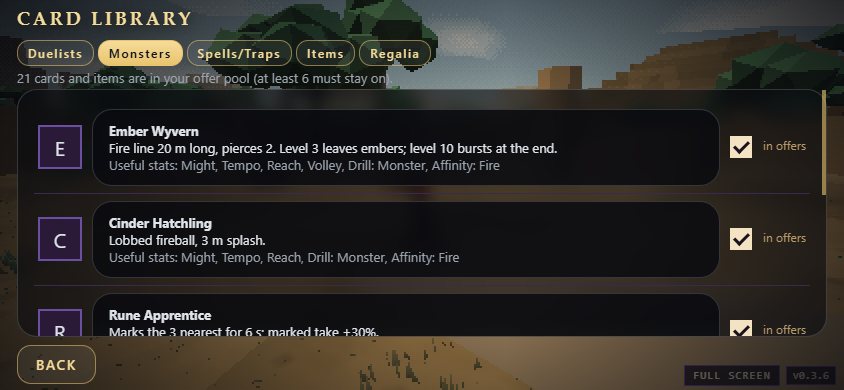 CARD LIBRARY
Duelists Monsters Spells/Traps Items Regalia
21 cards and items are in your offer pool (at least 6 must stay on).
E
Ember Wyvern
Fire line 20 m long, pierces 2. Level 3 leaves embers; level 10 bursts at the end.
Useful stats: Might, Tempo, Reach, Volley, Drill: Monster, Affinity: Fire
in offers
C
Cinder Hatchling
Lobbed fireball, 3 m splash.
Useful stats: Might, Tempo, Reach, Drill: Monster, Affinity: Fire
in offers
R
Rune Apprentice
Marks the 3 nearest for 6 s; marked take +30%.
in offers
BACK
FULL SCREEN v0.3.6